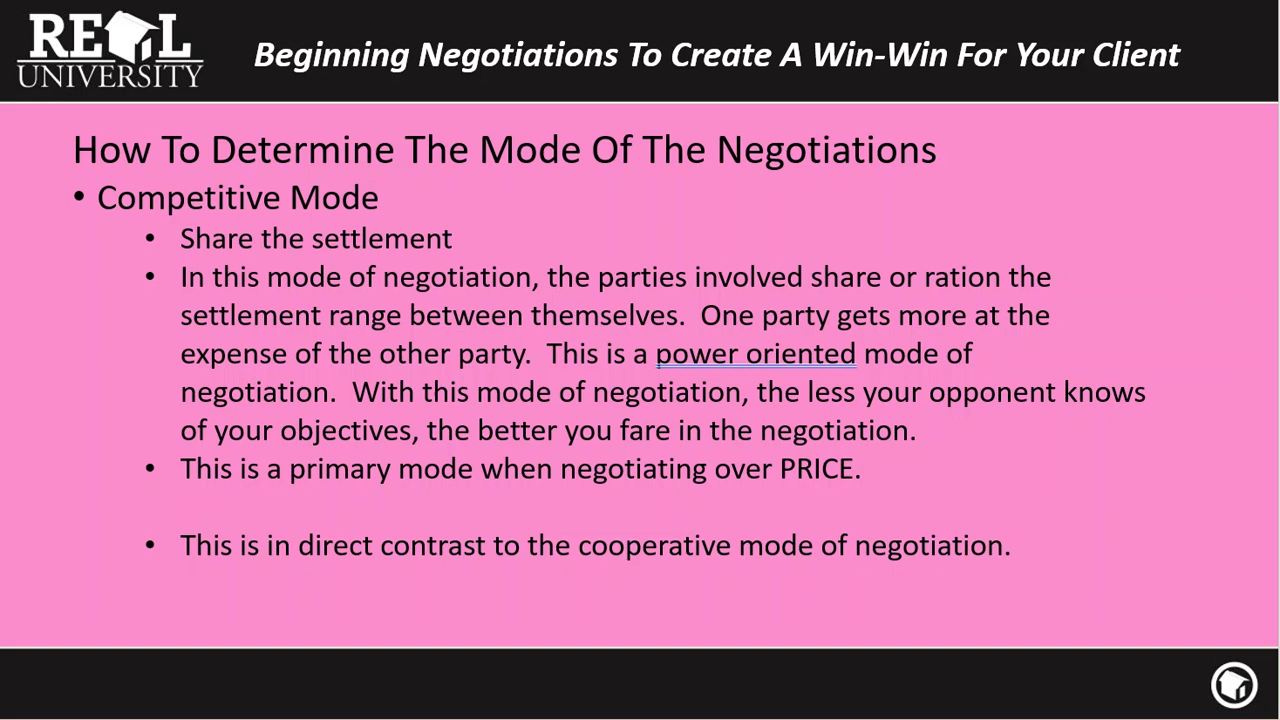 REAL
UNIVERSITY
Beginning Negotiations To Create A Win-Win For Your Client
How To Determine The Mode Of The Negotiations
• Competitive Mode
• Share the settlement
• In this mode of negotiation, the parties involved share or ration the
settlement range between themselves.  One party gets more at the
expense of the other party.  This is a power oriented mode of
negotiation.  With this mode of negotiation, the less your opponent knows
of your objectives, the better you fare in the negotiation.
• This is a primary mode when negotiating over PRICE.
• This is in direct contrast to the cooperative mode of negotiation.